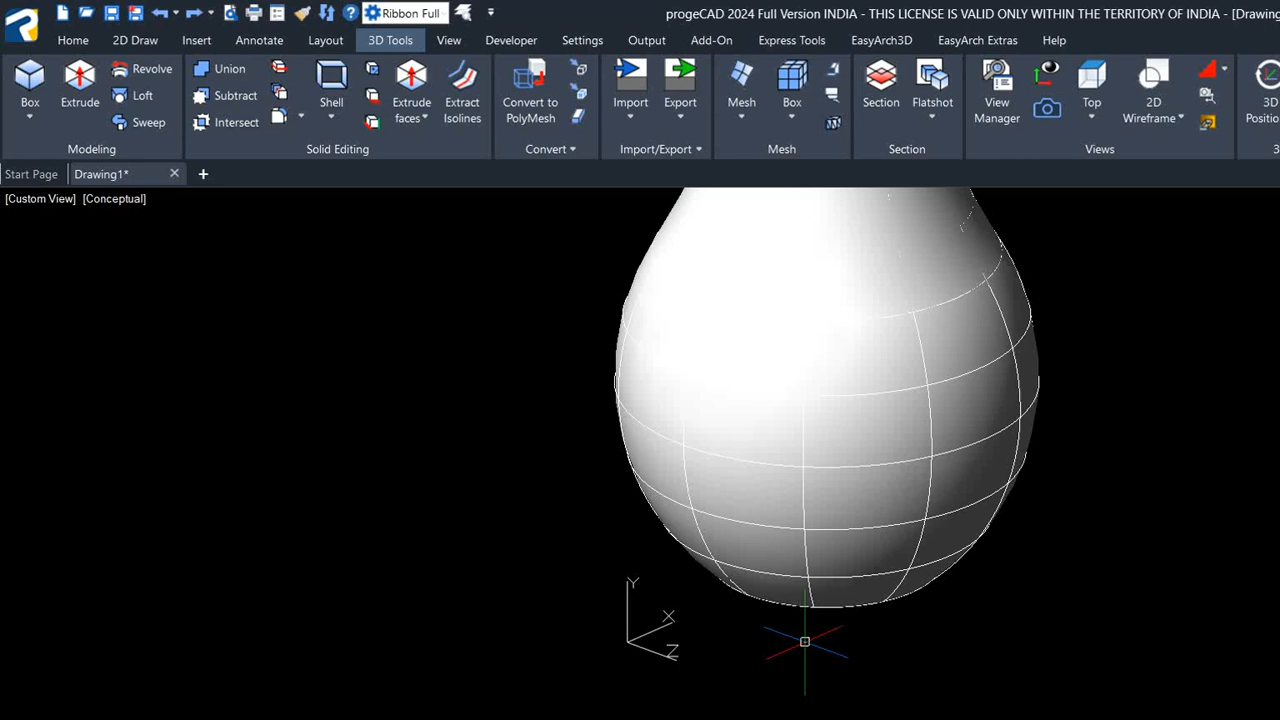 Ribbon Full
progeCAD 2024 Full Version INDIA - THIS LICENSE IS VALID ONLY WITHIN THE TERRITORY OF INDIA - [Drawing
Home 2D Draw Insert Annotate Layout 3D Tools View Developer Settings Output Add-On Express Tools EasyArch3D EasyArch Extras Help
Box Extrude Revolve Loft Sweep
Modeling
Union Subtract Intersect Shell Extrude faces Extract Isolines
Solid Editing
Convert to PolyMesh
Convert
Import Export
Import/Export
Mesh Box
Mesh
Section Flatshot
Section
View Manager Top 2D Wireframe
Views
3D
Start Page Drawing1*
[Custom View] [Conceptual]
Y
X
Z